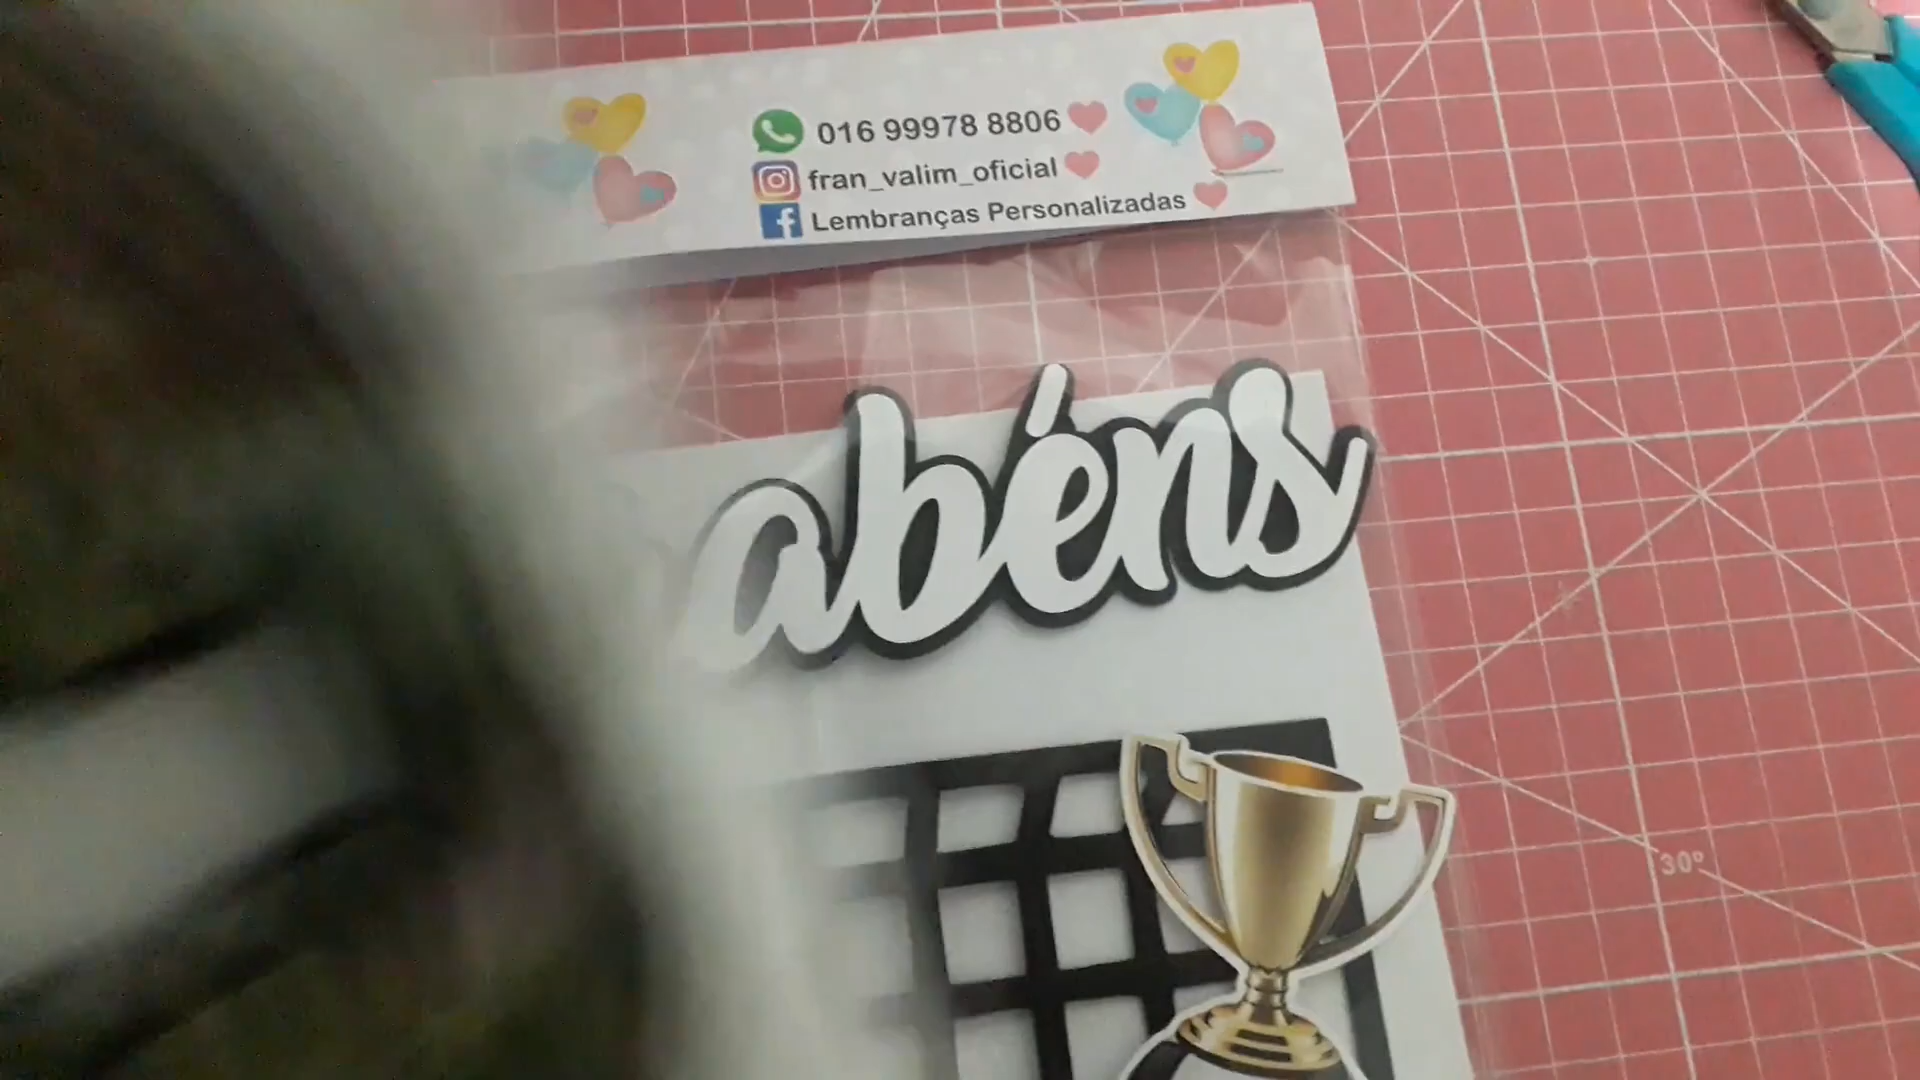 016 99978 8806
fran_valim_oficial
Lembranças Personalizadas
abéns
30°